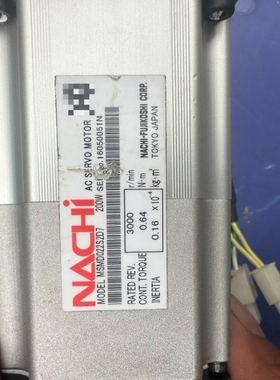 NACHi
AC SERVO MOTOR
MODEL MSMD022S2D7 200W SER NO.16050051N
RATED REV. 3000 r/min
CONT. TORQUE 0.64 N·m
INERTIA 0.16 ×10⁻⁴ kg·m²
NACHI-FUJIKOSHI CORP.
TOKYO JAPAN